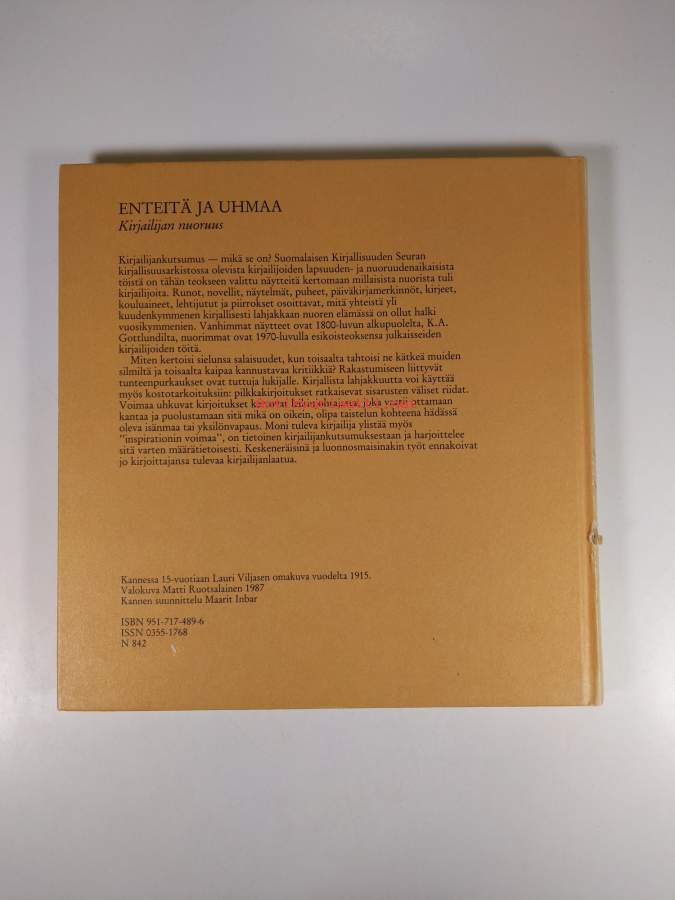 ENTEITÄ JA UHMAA
Kirjailijan nuoruus
Kirjailijankutsumus — mikä se on? Suomalaisen Kirjallisuuden Seuran
kirjallisuusarkistossa olevista kirjailijoiden lapsuuden- ja nuoruudenaikaisista
töistä on tähän teokseen valittu näytteitä kertomaan millaisista nuorista tuli
kirjailijoita. Runot, novellit, näytelmät, puheet, päiväkirjamerkinnöt, kirjeet,
kouluaineet, lehtijutut ja piirrokset osoittavat, mitä yhteistä yli
kuudenkymmenen kirjallisesti lahjakkaan nuoren elämässä on ollut halki
vuosikymmenien. Vanhimmat näytteet ovat 1800-luvun alkupuolelta, K.A.
Gottlundilta, nuorimmat ovat 1970-luvulla esikoisteoksensa julkaisseiden
kirjailijoiden töitä.
Miten kertoisi sielunsa salaisuudet, kun toisaalta tahtoisi ne kätkeä muiden
silmiltä ja toisaalta kaipaa kannustavaa kritiikkiä? Rakastumiseen liittyvät
tunteenpurkaukset ovat tuttuja lukijalle. Kirjallista lahjakkuutta voi käyttää
myös kostotarkoituksiin: pilkkakirjoitukset ratkaisevat sisarusten väliset riidat.
Voimaa uhkuvat kirjoitukset joka ottamaan
kantaa ja puolustamaan sitä mikä on oikein, olipa taistelun kohteena hädässä
oleva isänmaa tai yksilönvapaus. Moni tuleva kirjailija ylistää myös
"inspirationin voimaa", on tietoinen kirjailijankutsumuksestaan ja harjoittelee
sitä varten määrätietoisesti. Keskeneräisinä ja luonnosmaisinakin työt ennakoivat
jo kirjoittajansa tulevaa kirjailijanlaatua.
Kannessa 15-vuotiaan Lauri Viljasen omakuva vuodelta 1915.
Valokuva Matti Ruotsalainen 1987
Kannen suunnittelu Maarit Inbar
ISBN 951-717-489-6
ISSN 0355-1768
N 842